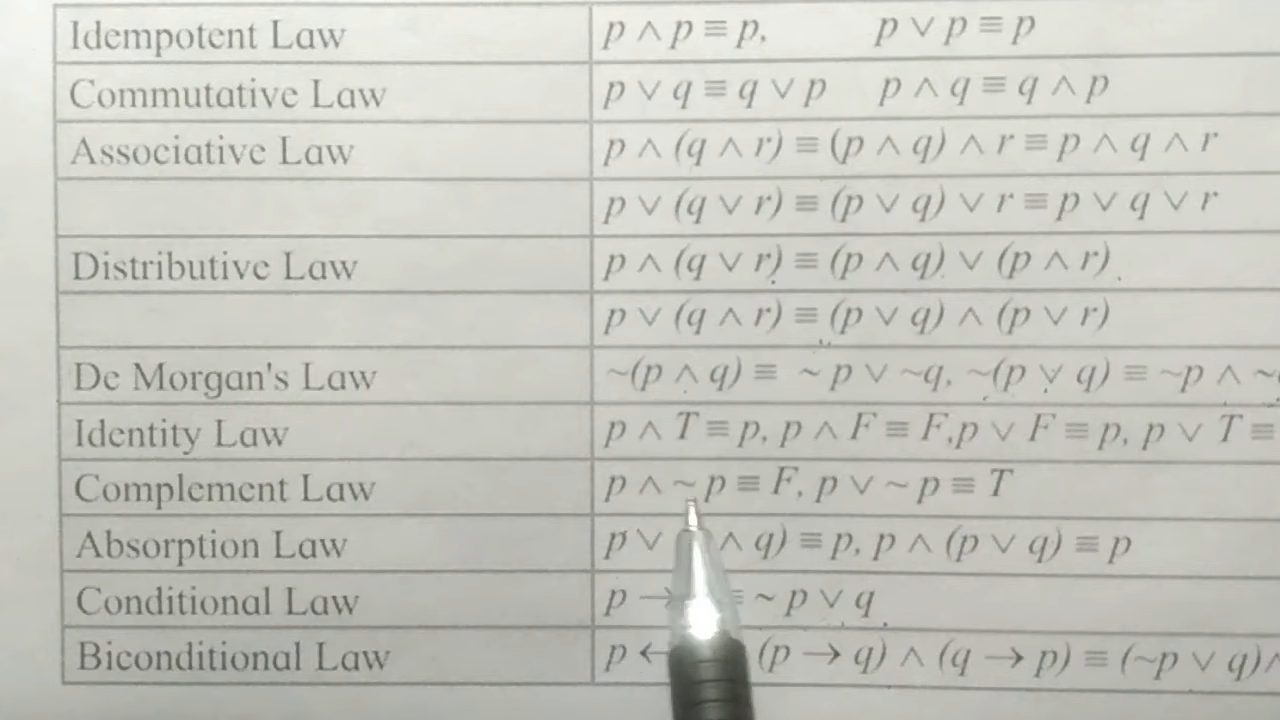 Idempotent Law p ∧ p ≡ p, p ∨ p ≡ p
Commutative Law p ∨ q ≡ q ∨ p p ∧ q ≡ q ∧ p
Associative Law p ∧ (q ∧ r) ≡ (p ∧ q) ∧ r ≡ p ∧ q ∧ r
p ∨ (q ∨ r) ≡ (p ∨ q) ∨ r ≡ p ∨ q ∨ r
Distributive Law p ∧ (q ∨ r) ≡ (p ∧ q) ∨ (p ∧ r)
p ∨ (q ∧ r) ≡ (p ∨ q) ∧ (p ∨ r)
De Morgan's Law ~(p ∧ q) ≡ ~ p ∨ ~q, ~(p ∨ q) ≡ ~p ∧ ~
Identity Law p ∧ T ≡ p, p ∧ F ≡ F,p ∨ F ≡ p, p ∨ T ≡
Complement Law p ∧ ~ p ≡ F, p ∨ ~ p ≡ T
Absorption Law p ∨ ∧ q) ≡ p, p ∧ (p ∨ q) ≡ p
Conditional Law p → ≡ ~ p ∨ q
Biconditional Law p (p → q) ∧ (q → p) ≡ (~p ∨ q) ∧